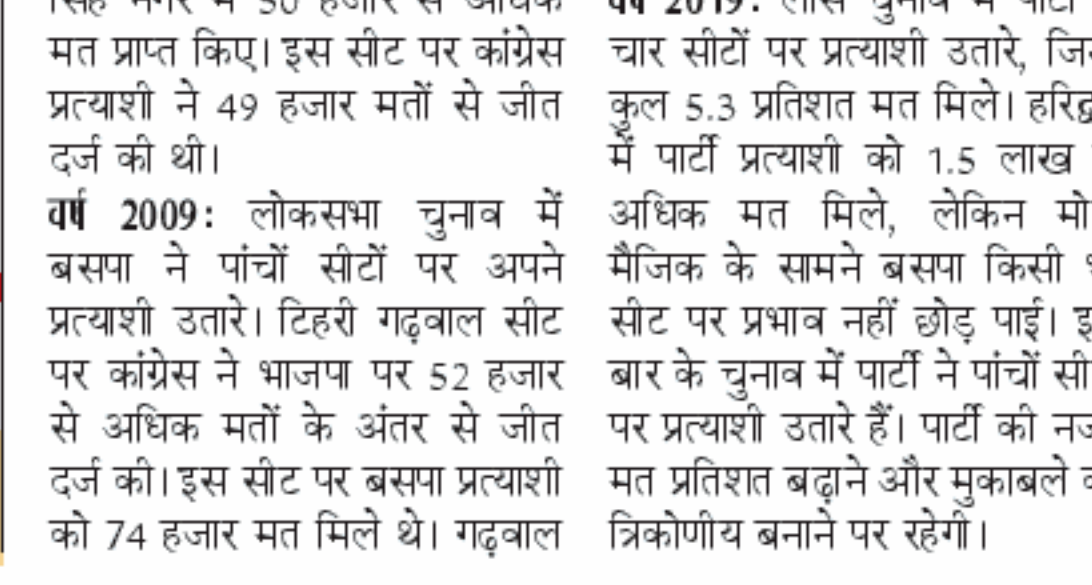 मत प्राप्त किए। इस सीट पर कांग्रेस
प्रत्याशी ने 49 हजार मतों से जीत
दर्ज की थी।
वर्ष 2009: लोकसभा चुनाव में
बसपा ने पांचों सीटों पर अपने
प्रत्याशी उतारे। टिहरी गढ़वाल सीट
पर कांग्रेस ने भाजपा पर 52 हजार
से अधिक मतों के अंतर से जीत
दर्ज की। इस सीट पर बसपा प्रत्याशी
को 74 हजार मत मिले थे। गढ़वाल
चार सीटों पर प्रत्याशी उतारे,
कुल 5.3 प्रतिशत मत मिले।
में पार्टी प्रत्याशी को 1.5 लाख
अधिक मत मिले, लेकिन
मैजिक के सामने बसपा किसी
सीट पर प्रभाव नहीं छोड़ पाई।
बार के चुनाव में पार्टी ने पांचों
पर प्रत्याशी उतारे हैं। पार्टी की
मत प्रतिशत बढ़ाने और मुकाबले
त्रिकोणीय बनाने पर रहेगी।